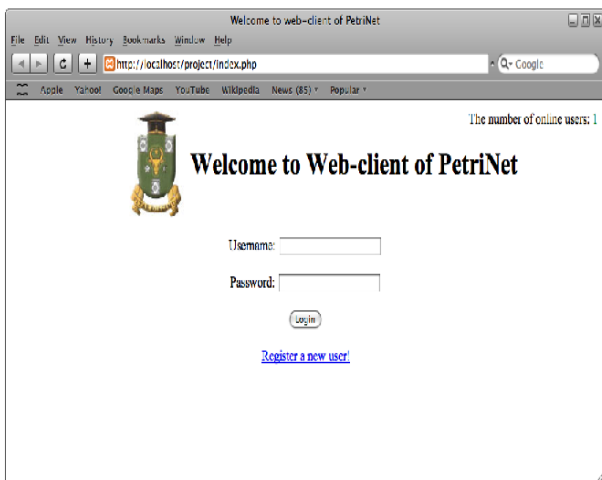 Welcome to web-client of PetriNet
File Edit View History Bookmarks Window Help
http://localhost/project/index.php
Google
Apple Yahoo! Google Maps YouTube Wikipedia News (85) Popular
The number of online users: 1
Welcome to Web-client of PetriNet
Username:
Password:
Login
Register a new user!